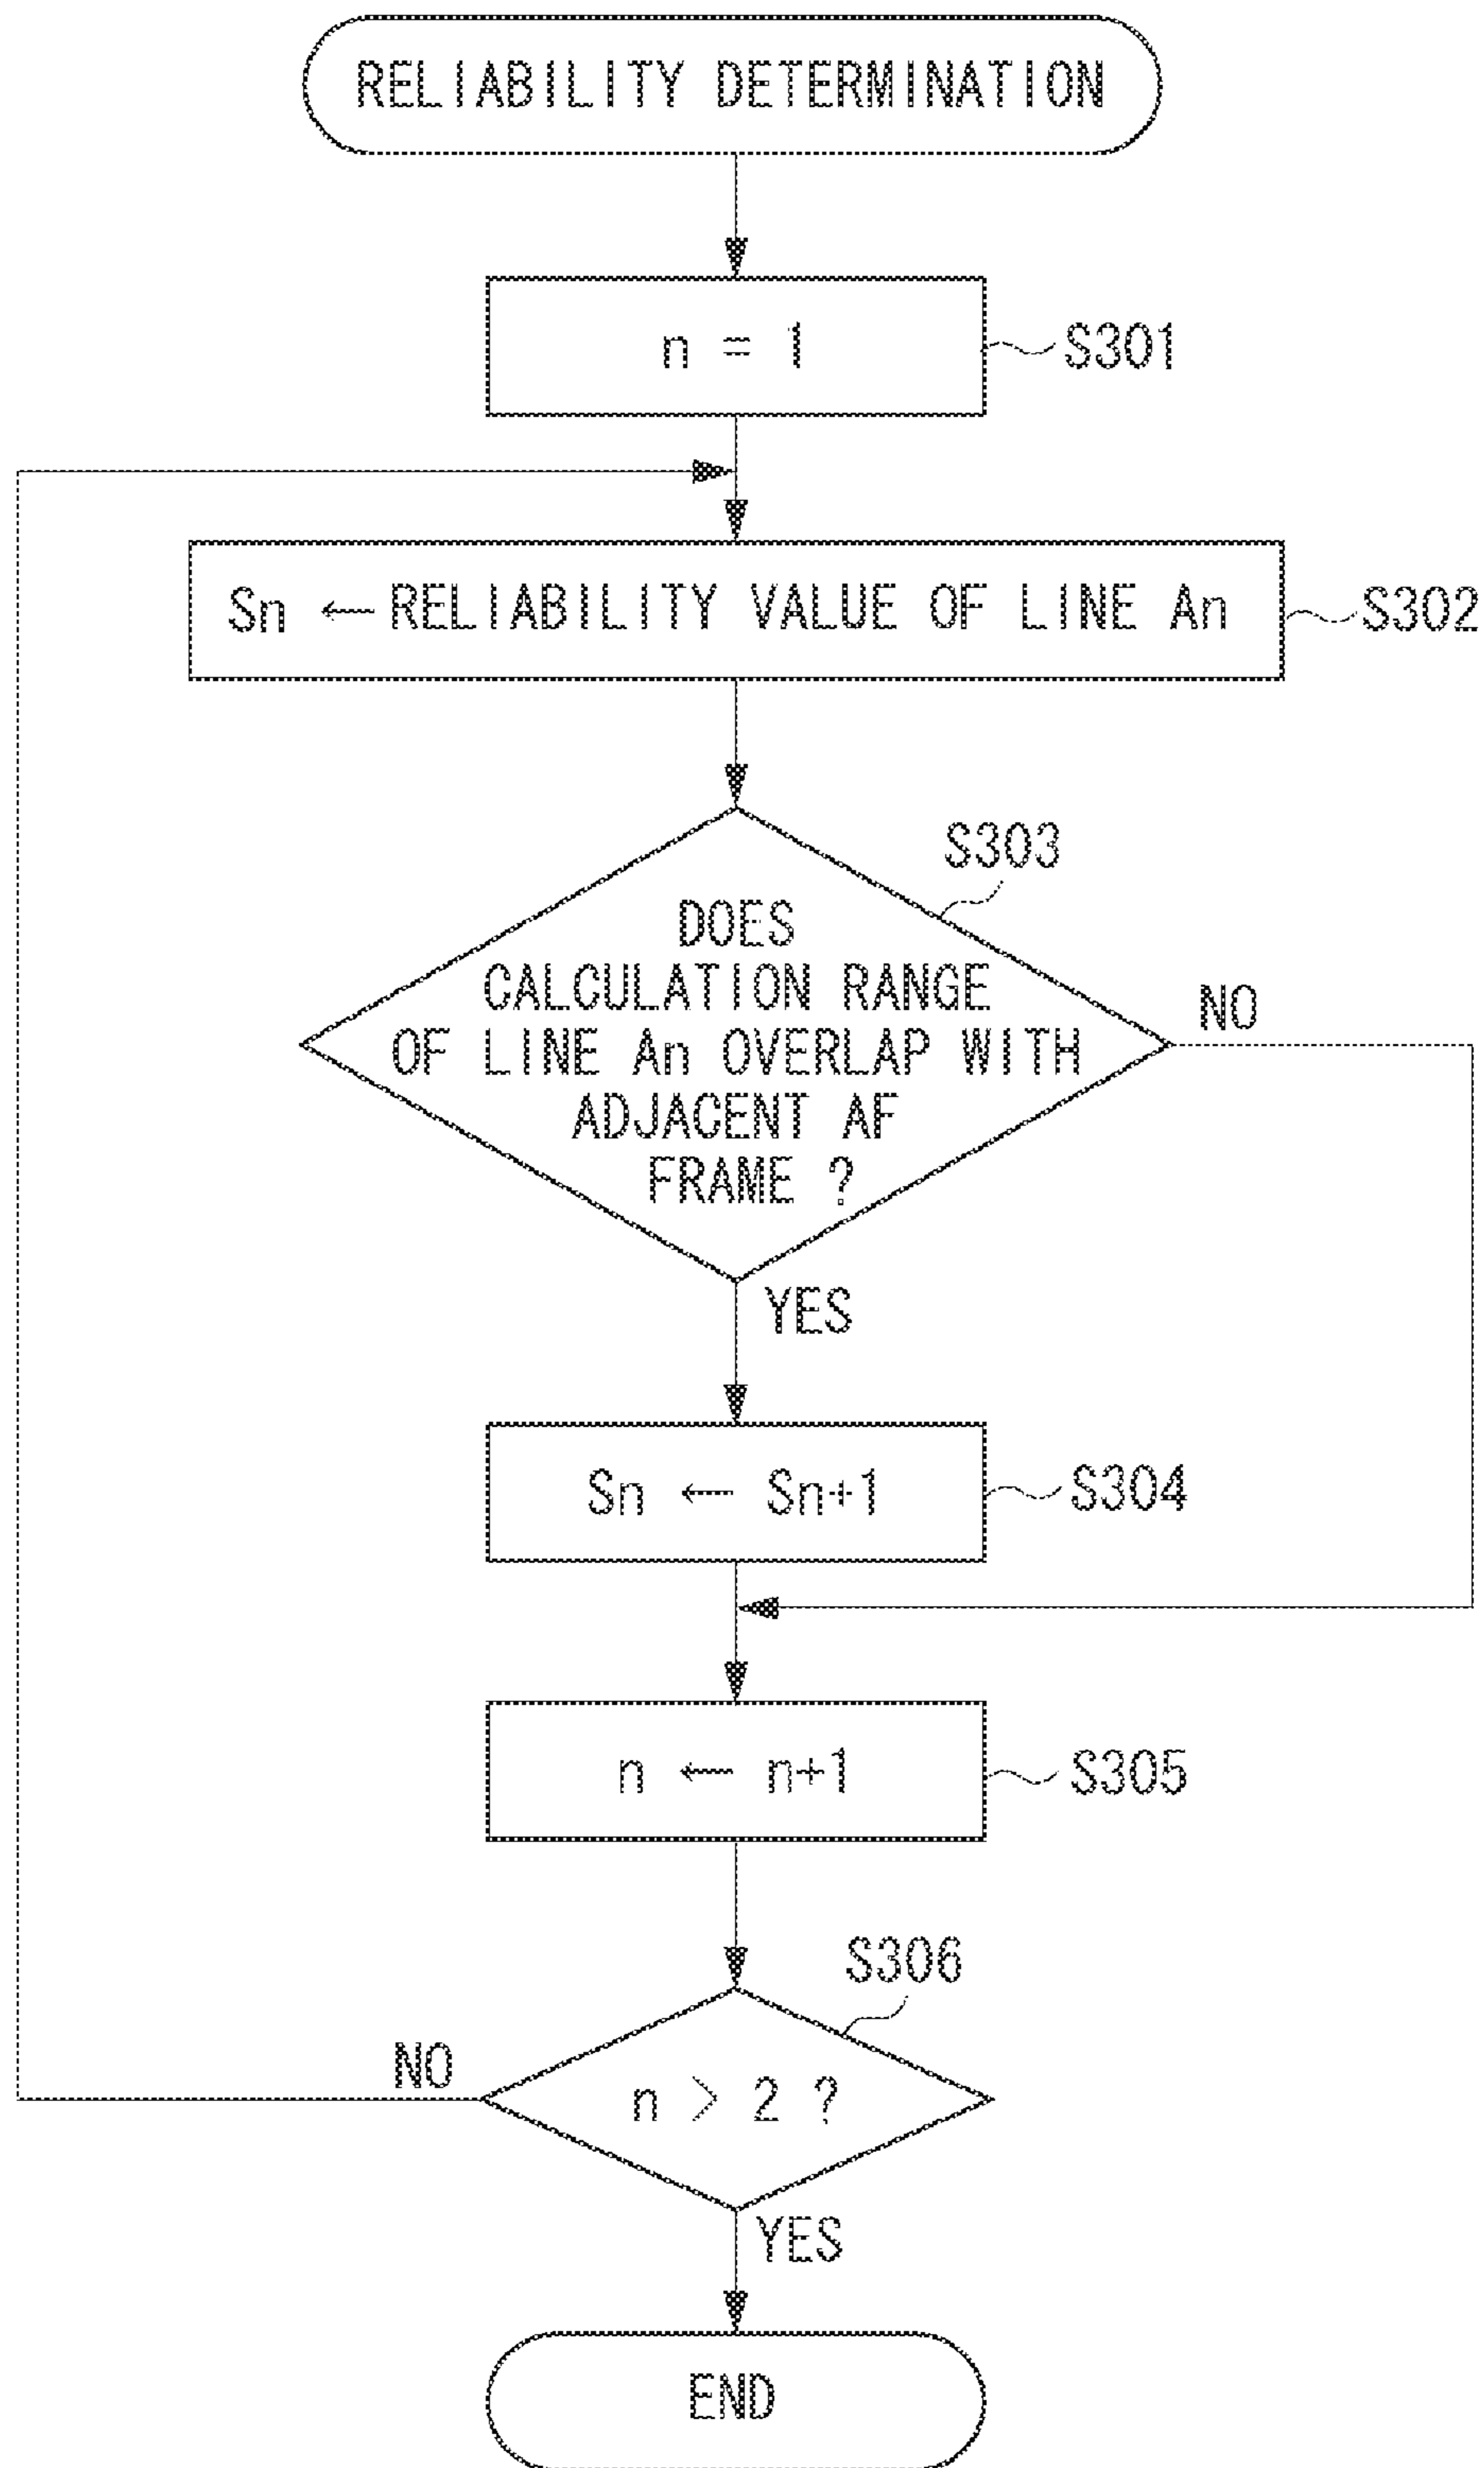 RELIABILITY DETERMINATION
n = 1
S301
Sn ← RELIABILITY VALUE OF LINE An
S302
S303
DOES
CALCULATION RANGE
OF LINE An OVERLAP WITH
ADJACENT AF
FRAME ?
NO
YES
Sn ← Sn+1
S304
n ← n+1
S305
S306
NO
n > 2 ?
YES
END